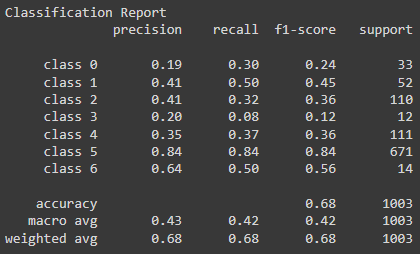 Classification Report
precision recall f1-score support
class 0 0.19 0.30 0.24 33
class 1 0.41 0.50 0.45 52
class 2 0.41 0.32 0.36 110
class 3 0.20 0.08 0.12 12
class 4 0.35 0.37 0.36 111
class 5 0.84 0.84 0.84 671
class 6 0.64 0.50 0.56 14
accuracy 0.68 1003
macro avg 0.43 0.42 0.42 1003
weighted avg 0.68 0.68 0.68 1003